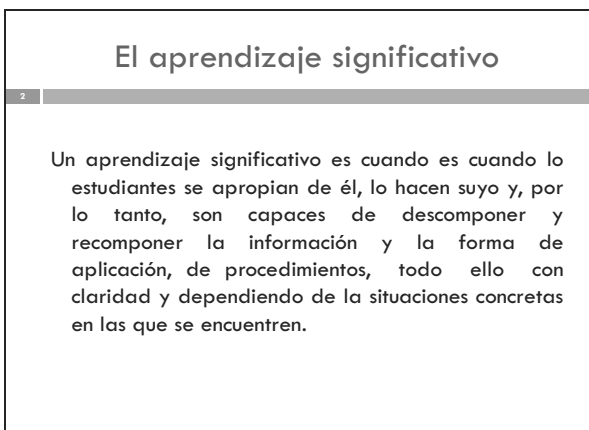 El aprendizaje significativo
2
Un aprendizaje significativo es cuando es cuando lo
estudiantes se apropian de él, lo hacen suyo y, por
lo tanto, son capaces de descomponer y
recomponer la información y la forma de
aplicación, de procedimientos, todo ello con
claridad y dependiendo de la situaciones concretas
en las que se encuentren.